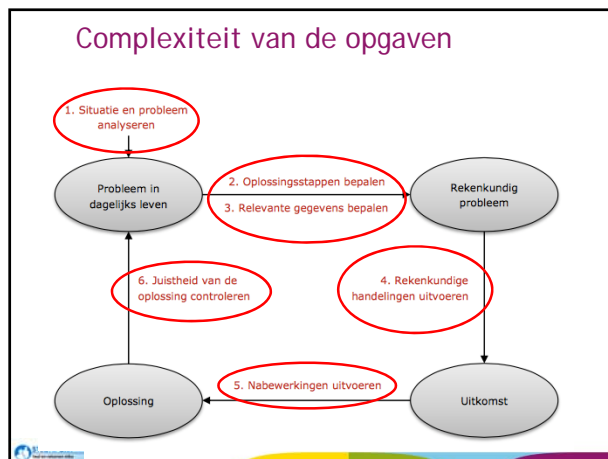 Complexiteit van de opgaven
1. Situatie en probleem
analyseren
Probleem in
dagelijks leven
2. Oplossingsstappen bepalen
3. Relevante gegevens bepalen
Rekenkundig
probleem
6. Juistheid van de
oplossing controleren
4. Rekenkundige
handelingen uitvoeren
Oplossing
5. Nabewerkingen uitvoeren
Uitkomst